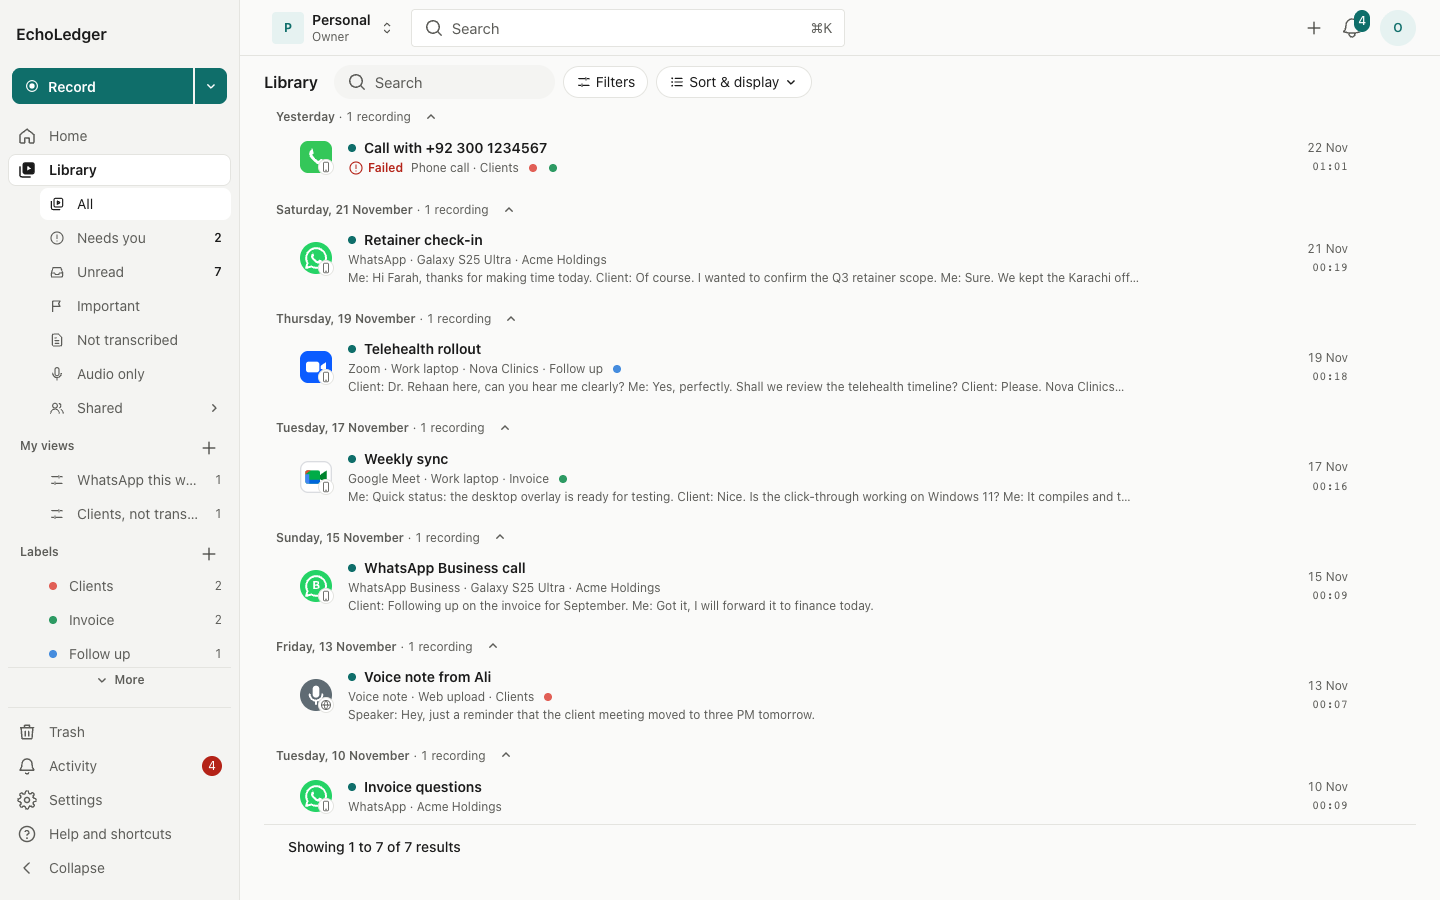 EchoLedger
Record
Home
Library
All
Needs you 2
Unread 7
Important
Not transcribed
Audio only
Shared
My views
WhatsApp this w... 1
Clients, not trans... 1
Labels
Clients 2
Invoice 2
Follow up 1
More
Trash
Activity 4
Settings
Help and shortcuts
Collapse
P Personal
Owner
Search ⌘K
4
O
Library Search Filters Sort & display
Yesterday · 1 recording
Call with +92 300 1234567 22 Nov
Failed Phone call · Clients 01:01
Saturday, 21 November · 1 recording
Retainer check-in 21 Nov
WhatsApp · Galaxy S25 Ultra · Acme Holdings 00:19
Me: Hi Farah, thanks for making time today. Client: Of course. I wanted to confirm the Q3 retainer scope. Me: Sure. We kept the Karachi off...
Thursday, 19 November · 1 recording
Telehealth rollout 19 Nov
Zoom · Work laptop · Nova Clinics · Follow up 00:18
Client: Dr. Rehaan here, can you hear me clearly? Me: Yes, perfectly. Shall we review the telehealth timeline? Client: Please. Nova Clinics...
Tuesday, 17 November · 1 recording
Weekly sync 17 Nov
Google Meet · Work laptop · Invoice 00:16
Me: Quick status: the desktop overlay is ready for testing. Client: Nice. Is the click-through working on Windows 11? Me: It compiles and t...
Sunday, 15 November · 1 recording
WhatsApp Business call 15 Nov
WhatsApp Business · Galaxy S25 Ultra · Acme Holdings 00:09
Client: Following up on the invoice for September. Me: Got it, I will forward it to finance today.
Friday, 13 November · 1 recording
Voice note from Ali 13 Nov
Voice note · Web upload · Clients 00:07
Speaker: Hey, just a reminder that the client meeting moved to three PM tomorrow.
Tuesday, 10 November · 1 recording
Invoice questions 10 Nov
WhatsApp · Acme Holdings 00:09
Showing 1 to 7 of 7 results